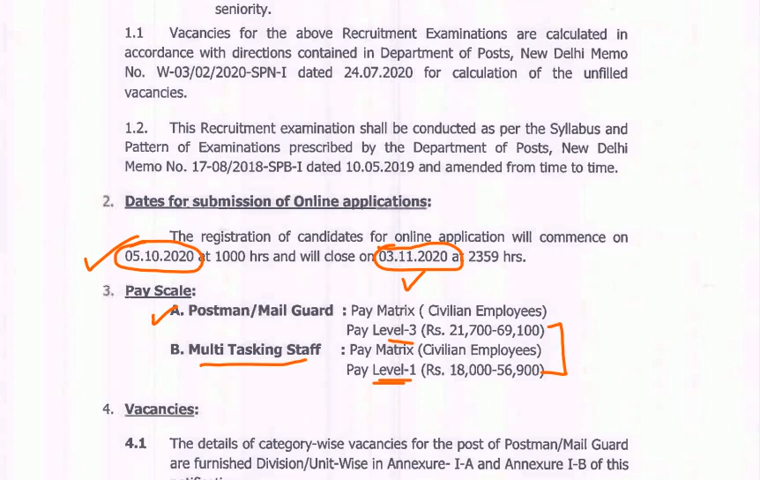 seniority.
1.1 Vacancies for the above Recruitment Examinations are calculated in
accordance with directions contained in Department of Posts, New Delhi Memo
No. W-03/02/2020-SPN-I dated 24.07.2020 for calculation of the unfilled
vacancies.
1.2. This Recruitment examination shall be conducted as per the Syllabus and
Pattern of Examinations prescribed by the Department of Posts, New Delhi
Memo No. 17-08/2018-SPB-I dated 10.05.2019 and amended from time to time.
2. Dates for submission of Online applications:
The registration of candidates for online application will commence on
05.10.2020 at 1000 hrs and will close on 03.11.2020 at 2359 hrs.
3. Pay Scale:
A. Postman/Mail Guard : Pay Matrix ( Civilian Employees)
Pay Level-3 (Rs. 21,700-69,100)
B. Multi Tasking Staff : Pay Matrix (Civilian Employees)
Pay Level-1 (Rs. 18,000-56,900)
4. Vacancies:
4.1 The details of category-wise vacancies for the post of Postman/Mail Guard
are furnished Division/Unit-Wise in Annexure- I-A and Annexure I-B of this